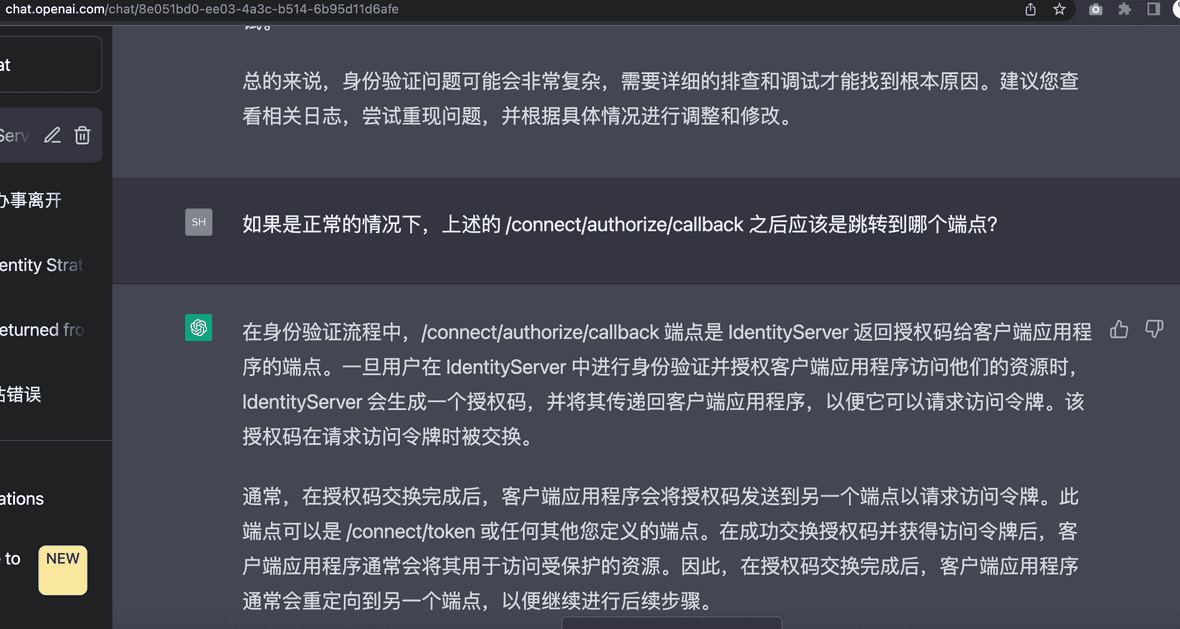 chat.openai.com/chat/8e051bd0-ee03-4a3c-b514-6b95d11d6afe
at
Serv
办事离开
entity Strat
eturned fro
估错误
ations
to
NEW
试。
总的来说，身份验证问题可能会非常复杂，需要详细的排查和调试才能找到根本原因。建议您查
看相关日志，尝试重现问题，并根据具体情况进行调整和修改。
SH
如果是正常的情况下，上述的 /connect/authorize/callback 之后应该是跳转到哪个端点？
在身份验证流程中，/connect/authorize/callback 端点是 IdentityServer 返回授权码给客户端应用程
序的端点。一旦用户在 IdentityServer 中进行身份验证并授权客户端应用程序访问他们的资源时，
IdentityServer 会生成一个授权码，并将其传递回客户端应用程序，以便它可以请求访问令牌。该
授权码在请求访问令牌时被交换。
通常，在授权码交换完成后，客户端应用程序会将授权码发送到另一个端点以请求访问令牌。此
端点可以是 /connect/token 或任何其他您定义的端点。在成功交换授权码并获得访问令牌后，客
户端应用程序通常会将其用于访问受保护的资源。因此，在授权码交换完成后，客户端应用程序
通常会重定向到另一个端点，以便继续进行后续步骤。